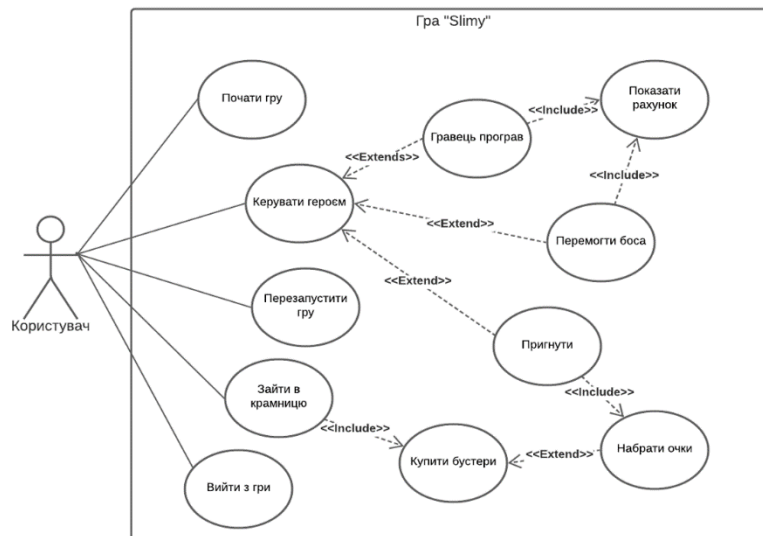 Гра "Slimy"
Почати гру
Гравець програв
<<Include>>
Показати
рахунок
<<Extends>>
<<Include>>
Керувати героєм
<<Extend>>
Перемогти боса
Користувач
Перезапустити
гру
<<Extend>>
Пригнути
Зайти в
крамницю
<<Include>>
<<Include>>
Купити бустери
<<Extend>>
Набрати очки
Вийти з гри